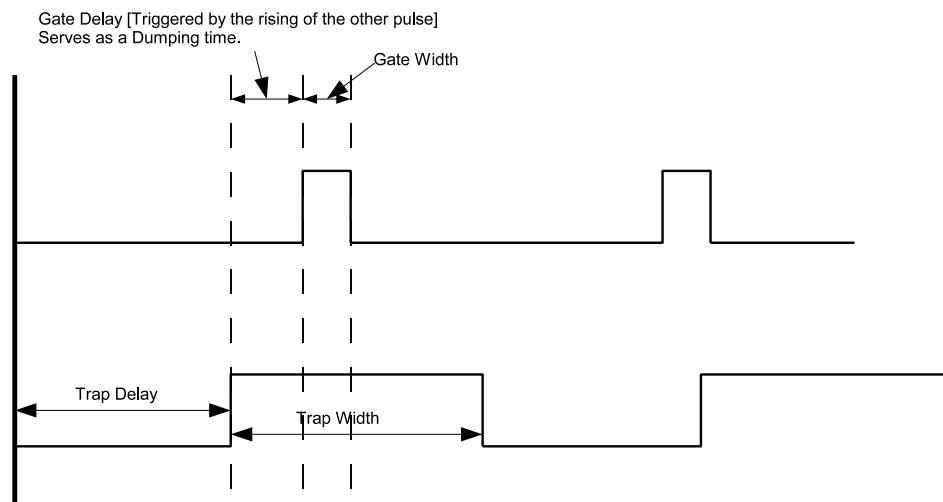 Gate Delay [Triggered by the rising of the other pulse]
Serves as a Dumping time.
Gate Width
Trap Delay
Trap Width